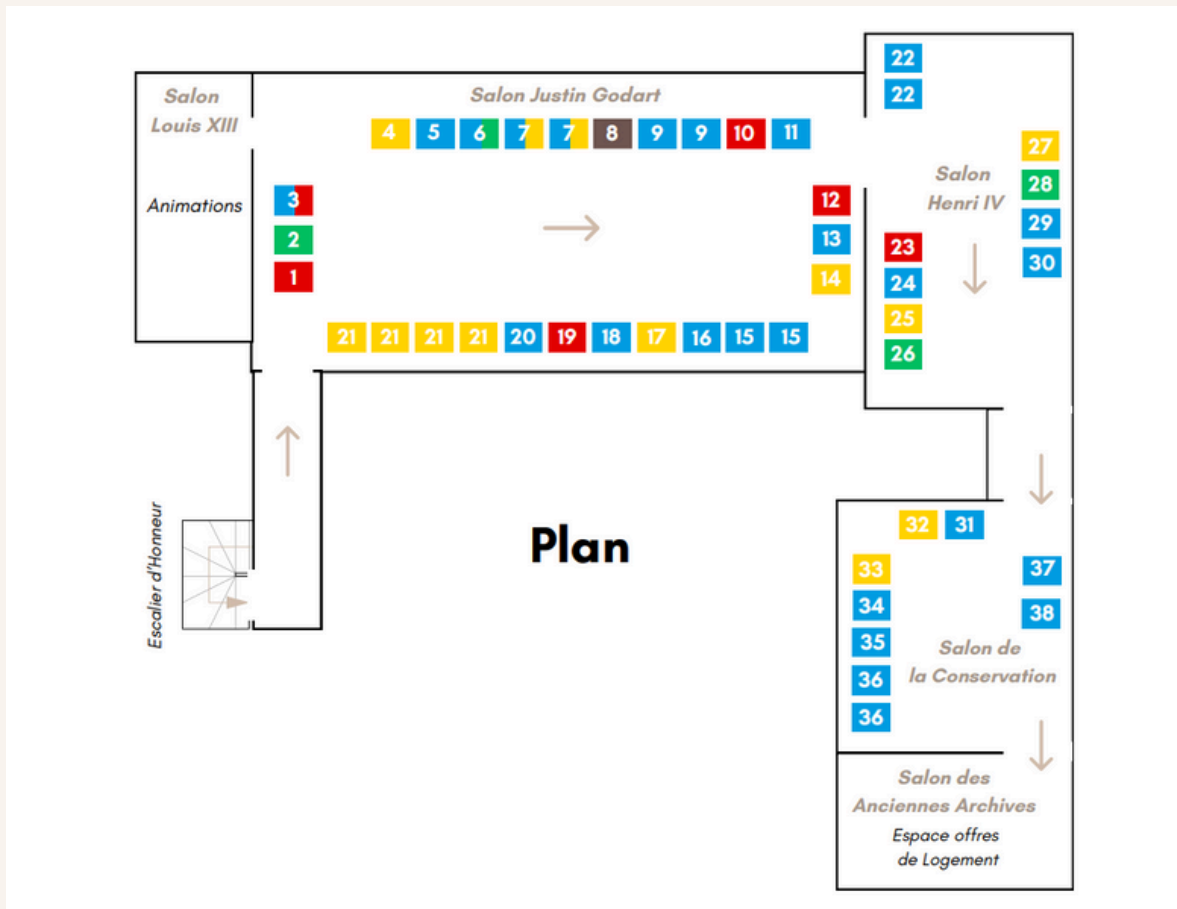 Salon
Louis XIII
Animations
Salon Justin Godart
4 5 6 7 7 8 9 9 10 11
3
2
1
12
13
14
21 21 21 21 20 19 18 17 16 15 15
22
22
Salon
Henri IV
27
28
29
30
23
24
25
26
Escalier d'Honneur
Plan
32 31
33
34
35
36
36
37
38
Salon de
la Conservation
Salon des
Anciennes Archives
Espace offres
de Logement